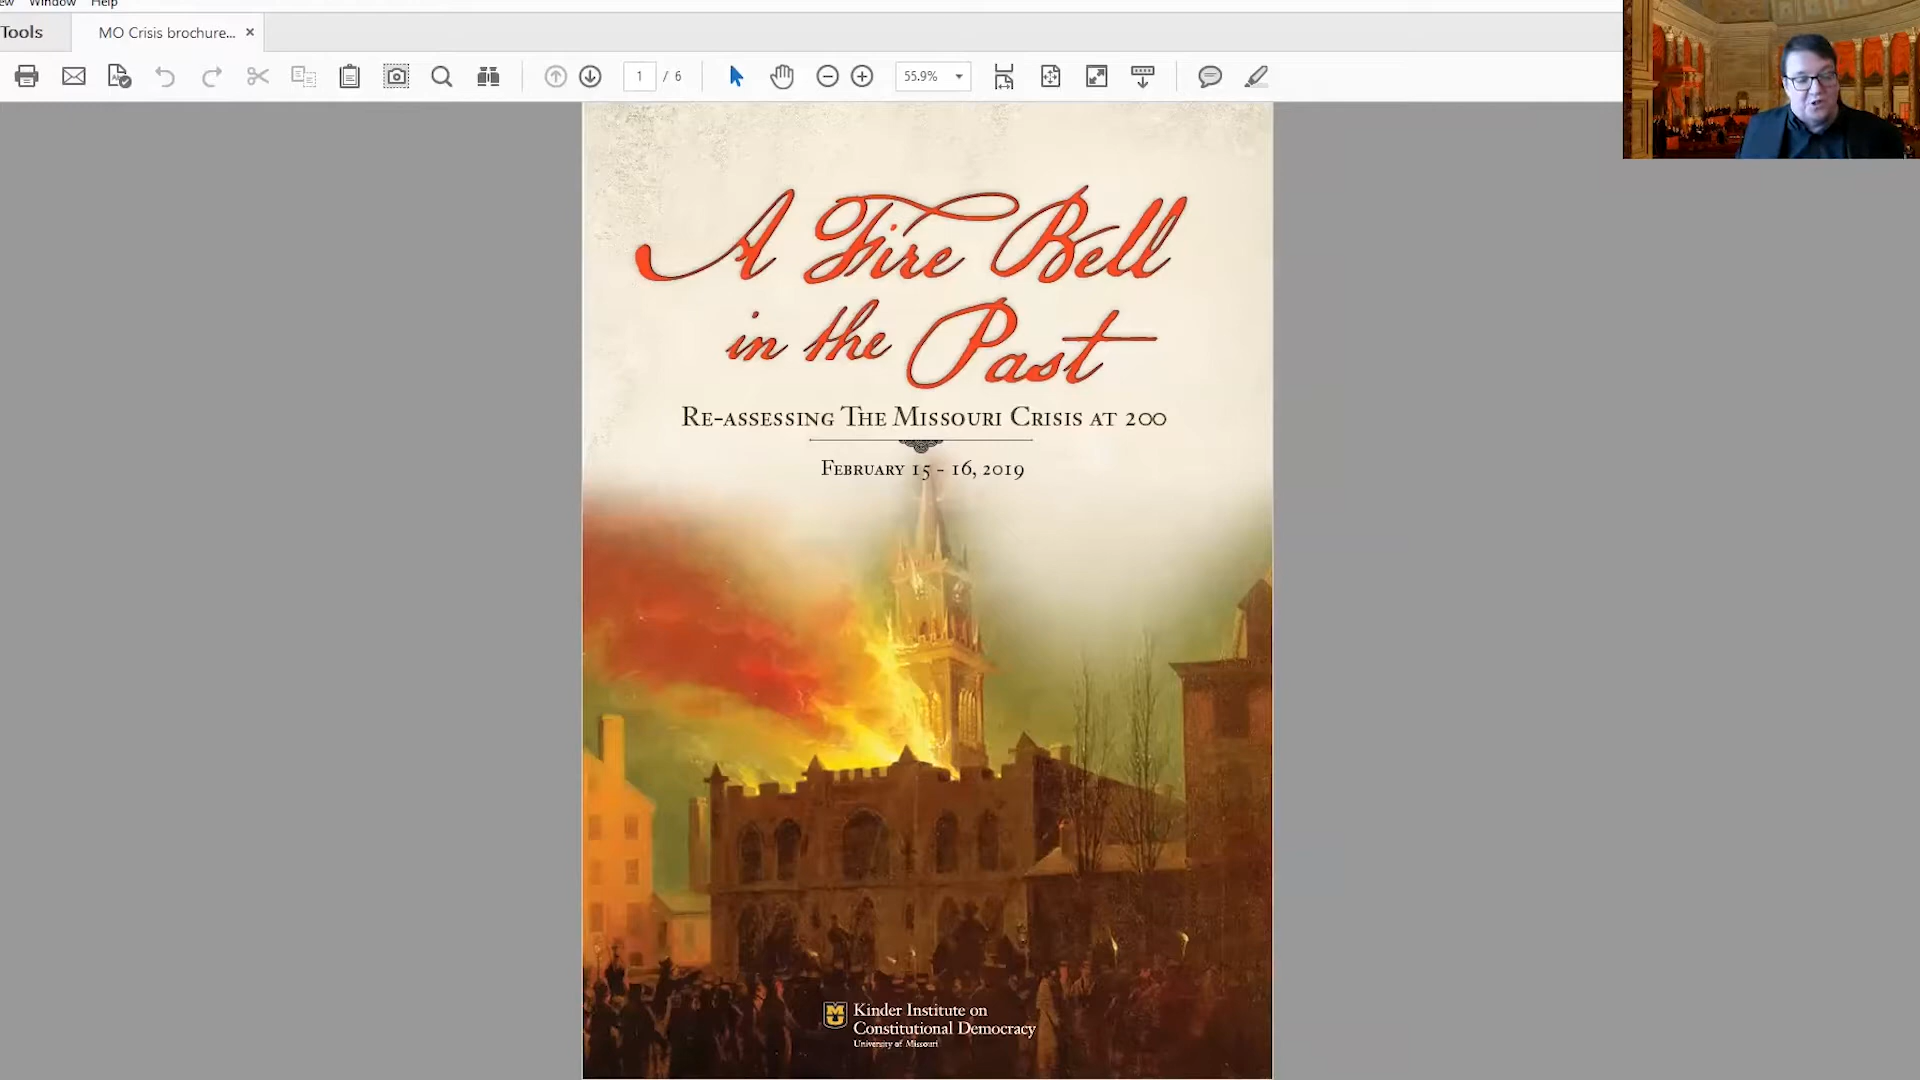 Window Help
Tools
MO Crisis brochure... ×
1 / 6
55.9%
A Fire Bell
in the Past
Re-assessing The Missouri Crisis at 200
February 15 - 16, 2019
Kinder Institute on
Constitutional Democracy
University of Missouri